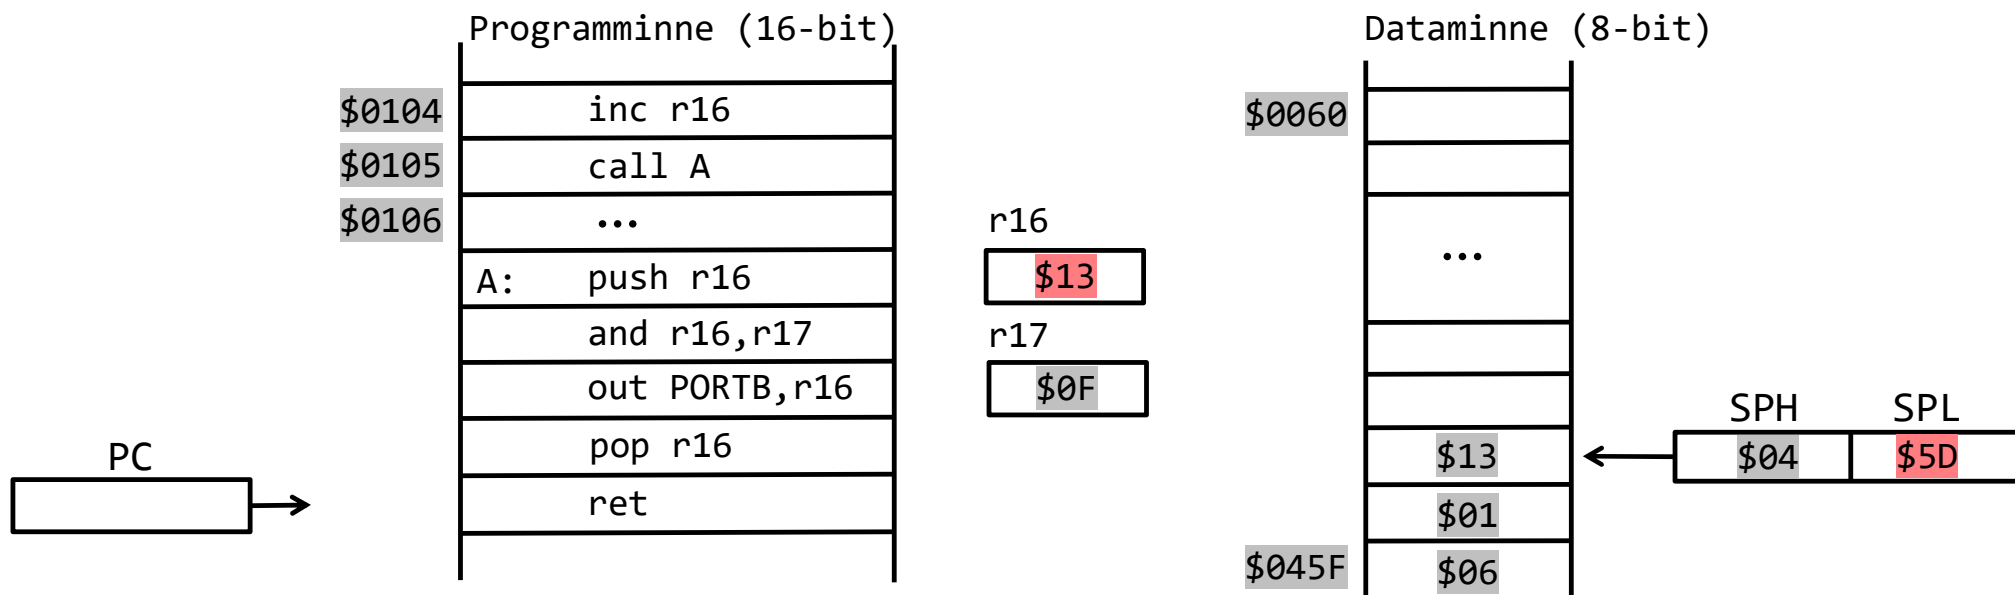 Programminne (16-bit)
$0104 inc r16
$0105 call A
$0106 ...
A: push r16
and r16,r17
out PORTB,r16
pop r16
ret
PC
r16
$13
r17
$0F
Dataminne (8-bit)
$0060
...
$13
$01
$045F $06
SPH SPL
$04 $5D